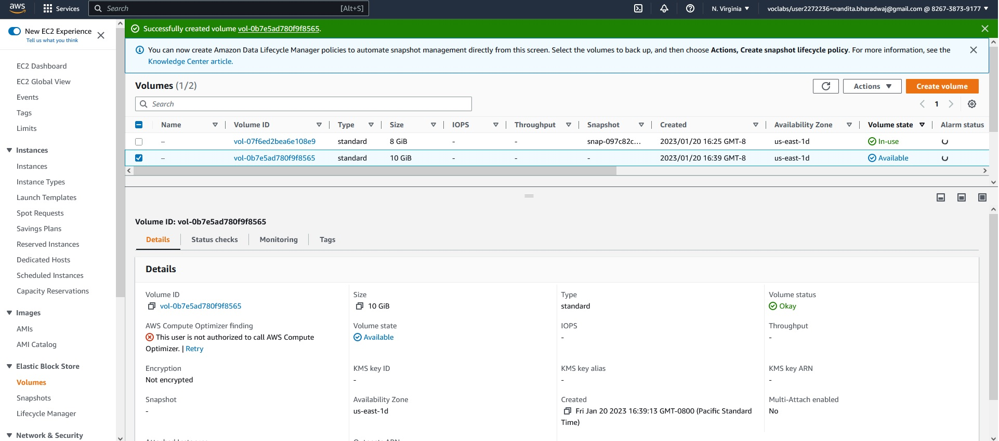 aws
Services
Search [Alt+S]
N. Virginia
voclabs/user2272236=nandita.bharadwaj@gmail.com @ 8267-3873-9177
New EC2 Experience
Tell us what you think
EC2 Dashboard
EC2 Global View
Events
Tags
Limits
Instances
Instances
Instance Types
Launch Templates
Spot Requests
Savings Plans
Reserved Instances
Dedicated Hosts
Scheduled Instances
Capacity Reservations
Images
AMIs
AMI Catalog
Elastic Block Store
Volumes
Snapshots
Lifecycle Manager
Network & Security
Successfully created volume vol-0b7e5ad780f9f8565.
You can now create Amazon Data Lifecycle Manager policies to automate snapshot management directly from this screen. Select the volumes to back up, and then choose Actions, Create snapshot lifecycle policy. For more information, see the
Knowledge Center article.
Volumes (1/2)
Actions
Create volume
Search
1
Name Volume ID Type Size IOPS Throughput Snapshot Created Availability Zone Volume state Alarm status
– vol-07f6ed2bea6e108e9 standard 8 GiB - - snap-097c82c... 2023/01/20 16:25 GMT-8 us-east-1d In-use
– vol-0b7e5ad780f9f8565 standard 10 GiB - - - 2023/01/20 16:39 GMT-8 us-east-1d Available
Volume ID: vol-0b7e5ad780f9f8565
Details Status checks Monitoring Tags
Details
Volume ID
vol-0b7e5ad780f9f8565
Size
10 GiB
Type
standard
Volume status
Okay
AWS Compute Optimizer finding
This user is not authorized to call AWS Compute
Optimizer. | Retry
Volume state
Available
IOPS
-
Throughput
-
Encryption
Not encrypted
KMS key ID
-
KMS key alias
-
KMS key ARN
-
Snapshot
-
Availability Zone
us-east-1d
Created
Fri Jan 20 2023 16:39:13 GMT-0800 (Pacific Standard
Time)
Multi-Attach enabled
No